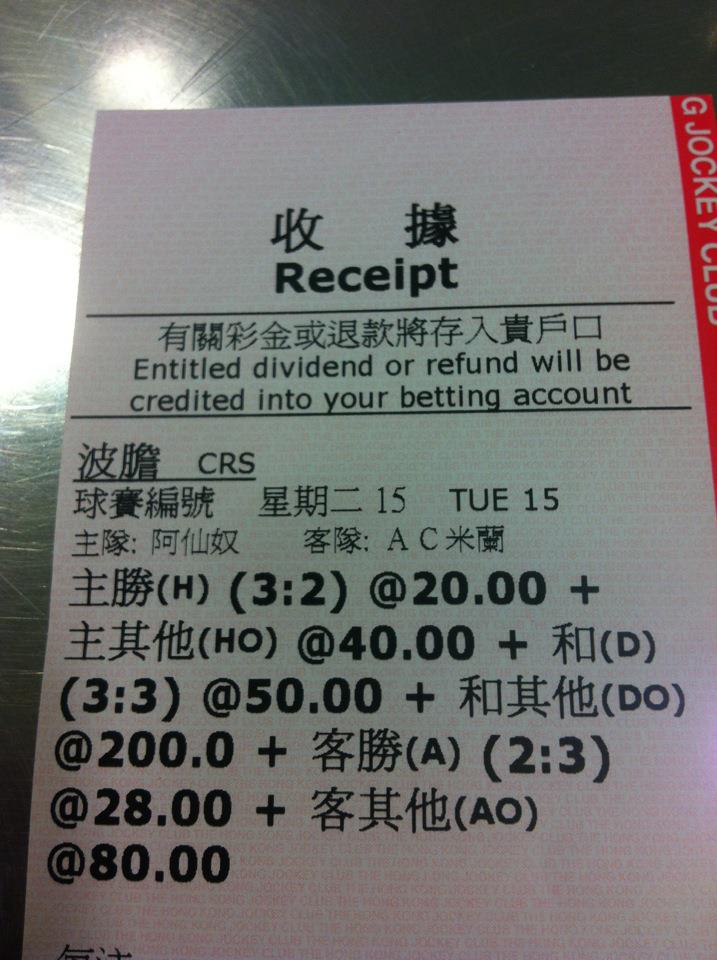 G JOCKEY CLUB
收 據
Receipt
有關彩金或退款將存入貴戶口
Entitled dividend or refund will be
credited into your betting account
波膽 CRS
球賽編號 星期二 15 TUE 15
主隊: 阿仙奴 客隊: AC米蘭
主勝(H) (3:2) @20.00 +
主其他(HO) @40.00 + 和(D)
(3:3) @50.00 + 和其他(DO)
@200.0 + 客勝(A) (2:3)
@28.00 + 客其他(AO)
@80.00